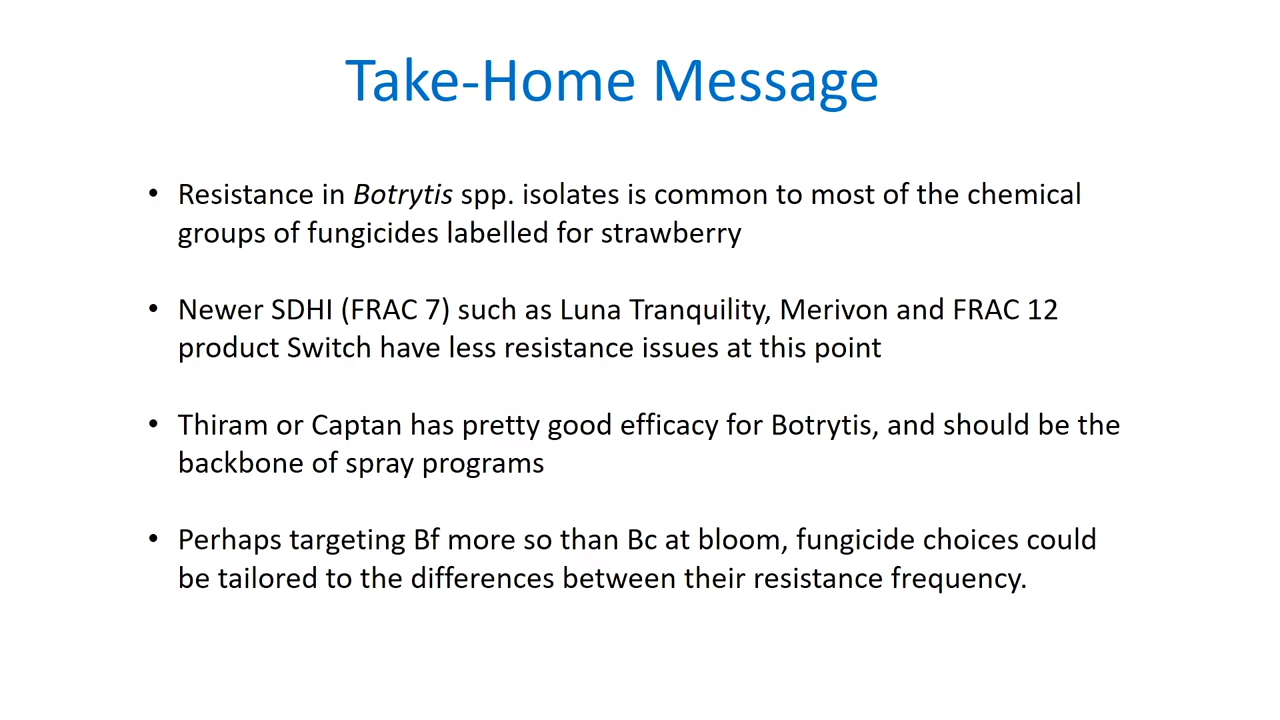 Take-Home Message
• Resistance in Botrytis spp. isolates is common to most of the chemical
groups of fungicides labelled for strawberry
• Newer SDHI (FRAC 7) such as Luna Tranquility, Merivon and FRAC 12
product Switch have less resistance issues at this point
• Thiram or Captan has pretty good efficacy for Botrytis, and should be the
backbone of spray programs
• Perhaps targeting Bf more so than Bc at bloom, fungicide choices could
be tailored to the differences between their resistance frequency.